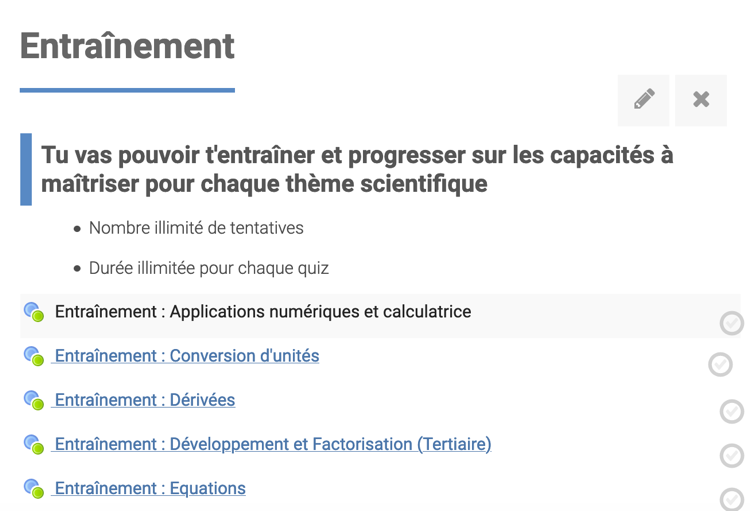 Entraînement
Tu vas pouvoir t'entraîner et progresser sur les capacités à
maîtriser pour chaque thème scientifique
Nombre illimité de tentatives
Durée illimitée pour chaque quiz
Entraînement : Applications numériques et calculatrice
Entraînement : Conversion d'unités
Entraînement : Dérivées
Entraînement : Développement et Factorisation (Tertiaire)
Entraînement : Equations